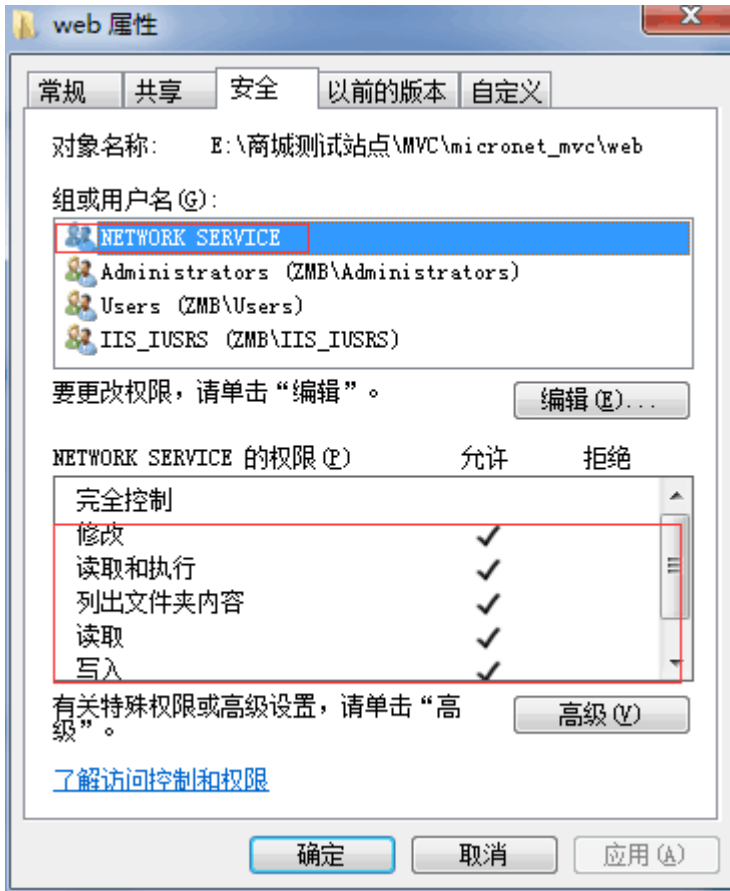 web 属性
常规 共享 安全 以前的版本 自定义
对象名称: E:\商城测试站点\MVC\micronet_mvc\web
组或用户名(G):
NETWORK SERVICE
Administrators (ZMB\Administrators)
Users (ZMB\Users)
IIS_IUSRS (ZMB\IIS_IUSRS)
要更改权限，请单击“编辑”。 编辑(E)...
NETWORK SERVICE 的权限(P) 允许 拒绝
完全控制
修改
读取和执行
列出文件夹内容
读取
写入
有关特殊权限或高级设置，请单击“高
级”。 高级(V)
了解访问控制和权限
确定 取消 应用(A)